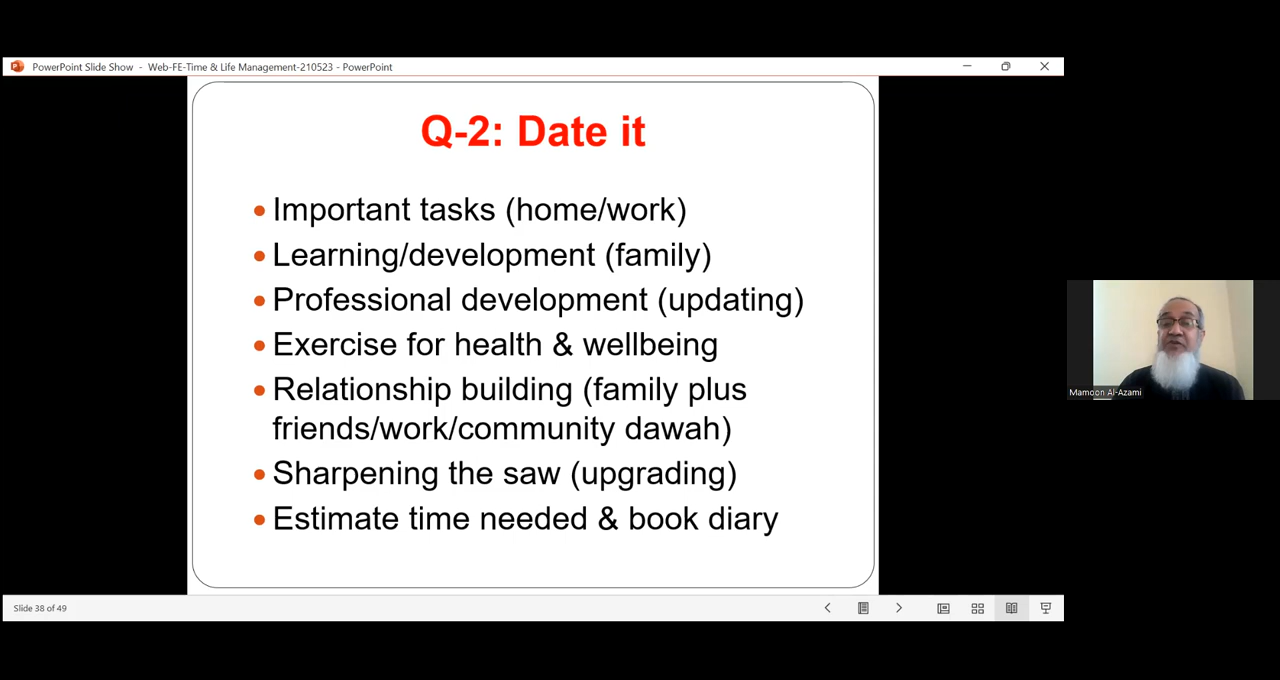 PowerPoint Slide Show - Web-FE-Time & Life Management-210523 - PowerPoint
Q-2: Date it
• Important tasks (home/work)
• Learning/development (family)
• Professional development (updating)
• Exercise for health & wellbeing
• Relationship building (family plus
friends/work/community dawah)
• Sharpening the saw (upgrading)
• Estimate time needed & book diary
Mamoon Al-Azami
Slide 38 of 49